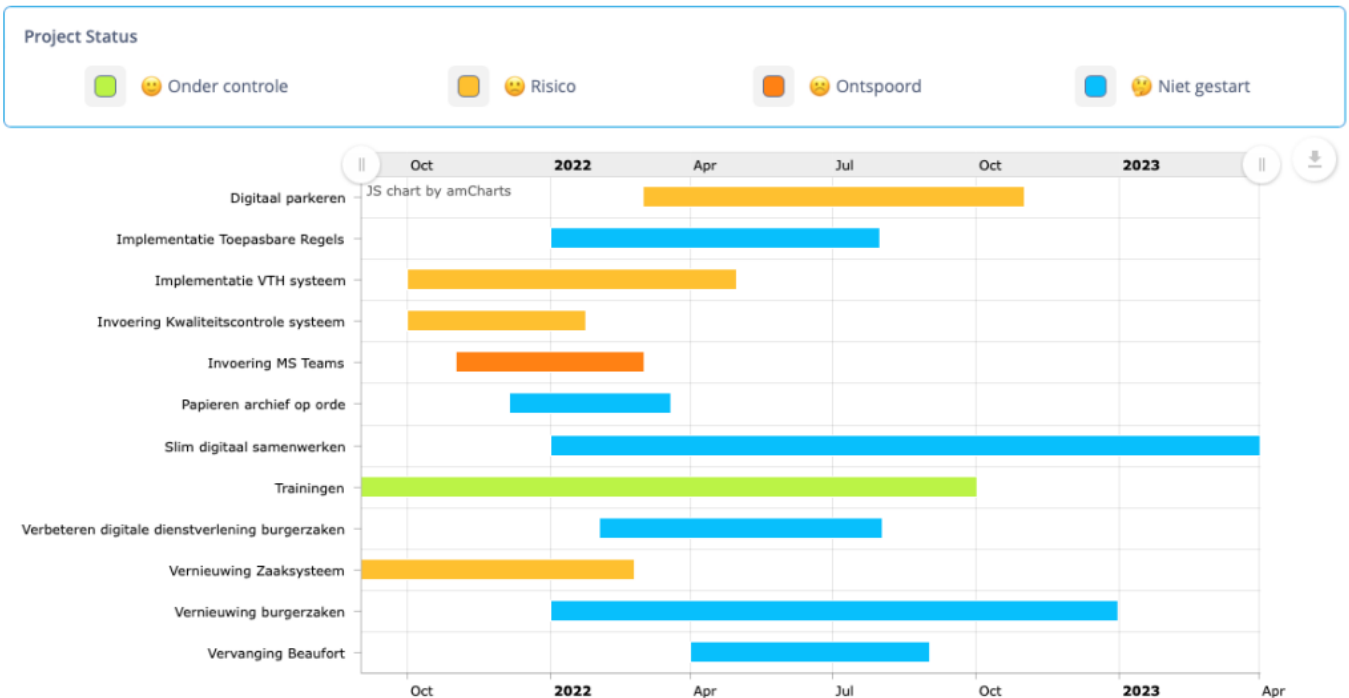 Project Status
🙂 Onder controle 🙁 Risico ☹️ Ontspoord 🤔 Niet gestart
Oct 2022 Apr Jul Oct 2023
JS chart by amCharts
Digitaal parkeren
Implementatie Toepasbare Regels
Implementatie VTH systeem
Invoering Kwaliteitscontrole systeem
Invoering MS Teams
Papieren archief op orde
Slim digitaal samenwerken
Trainingen
Verbeteren digitale dienstverlening burgerzaken
Vernieuwing Zaaksysteem
Vernieuwing burgerzaken
Vervanging Beaufort
Oct 2022 Apr Jul Oct 2023 Apr